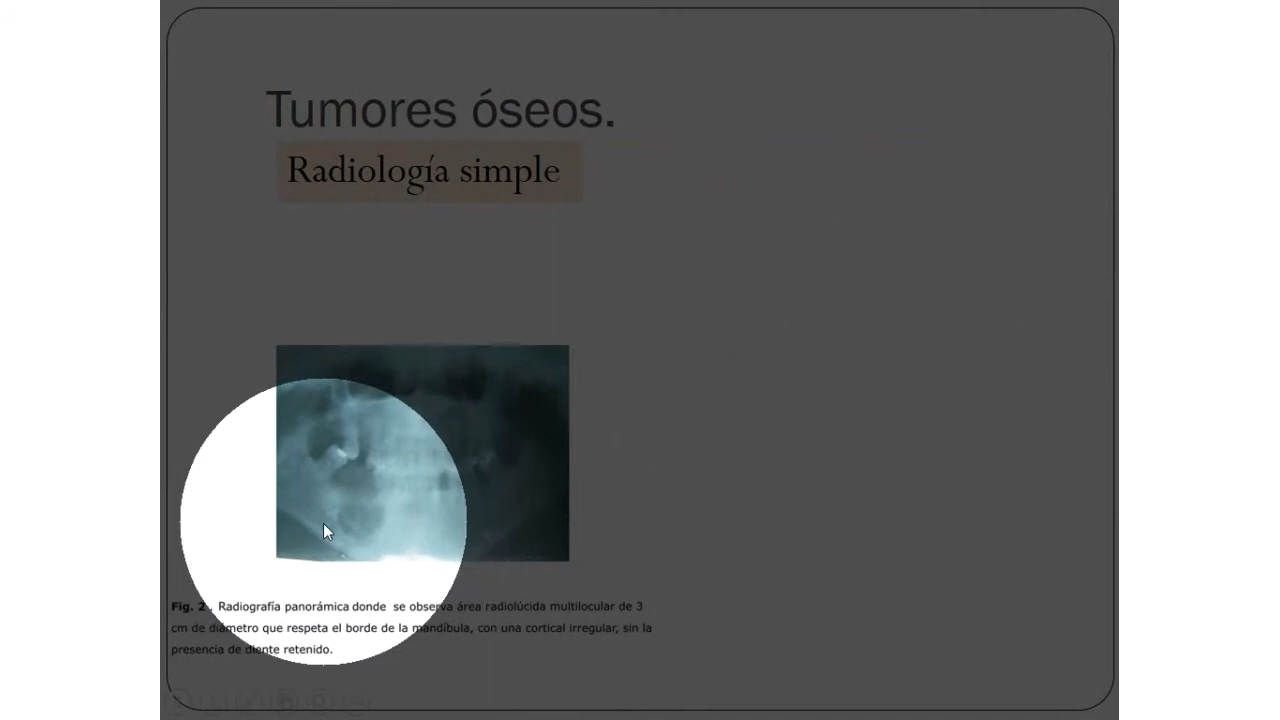 Tumores óseos.
Radiología simple
Fig. 2 . Radiografía panorámica donde se observa área radiolúcida multilocular de 3
cm de diámetro que respeta el borde de la mandíbula, con una cortical irregular, sin la
presencia de diente retenido.